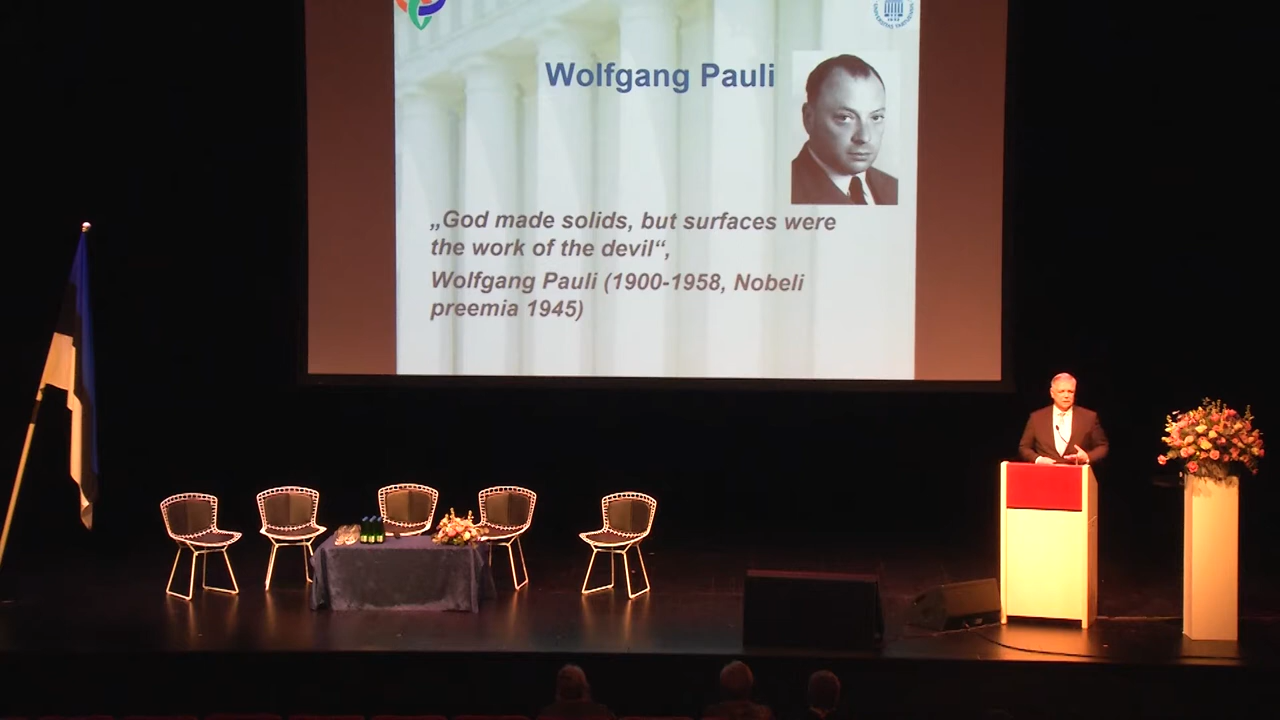 Wolfgang Pauli
„God made solids, but surfaces were
the work of the devil“,
Wolfgang Pauli (1900-1958, Nobeli
preemia 1945)